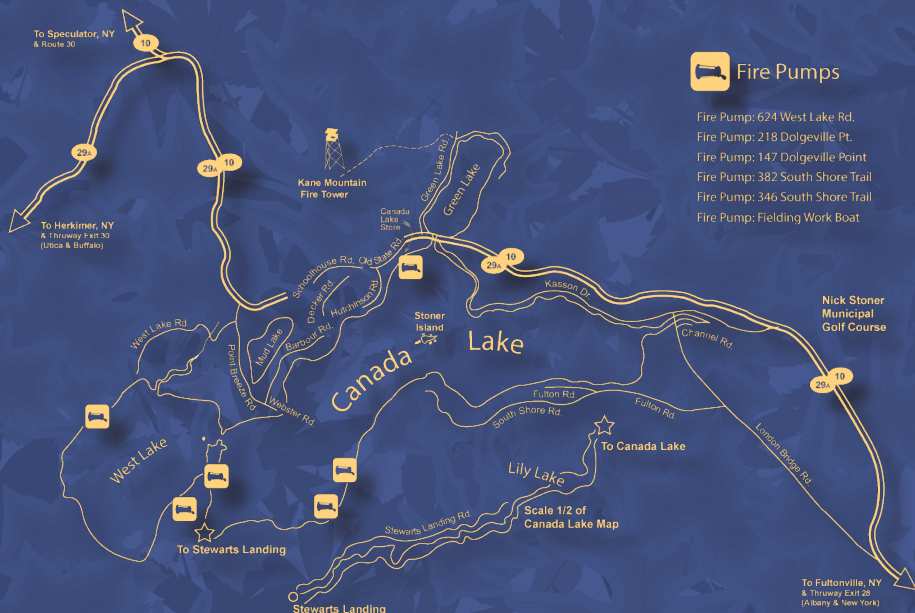 To Speculator, NY
& Route 30
10
29A
29A
10
To Herkimer, NY
& Thruway Exit 30
(Utica & Buffalo)
Kane Mountain
Fire Tower
Fire Pumps
Fire Pump: 624 West Lake Rd.
Fire Pump: 218 Dolgeville Pt.
Fire Pump: 147 Dolgeville Point
Fire Pump: 382 South Shore Trail
Fire Pump: 346 South Shore Trail
Fire Pump: Fielding Work Boat
Green Lake Rd.
Green Lake
Canada
Lake
Store
Schoolhouse Rd.
Old State Rd.
29A
10
Decker Rd.
Hutchinson Rd.
Kasson Dr.
Nick Stoner
Municipal
Golf Course
Stoner
Island
West Lake Rd
Point Breeze Rd.
Mud Lake
Barbour Rd.
Canada
Lake
Channel Rd.
29A
10
Webster Rd.
Fulton Rd
South Shore Rd.
Fulton Rd.
To Canada Lake
London Bridge Rd.
West Lake
Lily Lake
Scale 1/2 of
Canada Lake Map
Stewarts Landing Rd.
To Stewarts Landing
Stewarts Landing
To Fultonville, NY
& Thruway Exit 28
(Albany & New York)